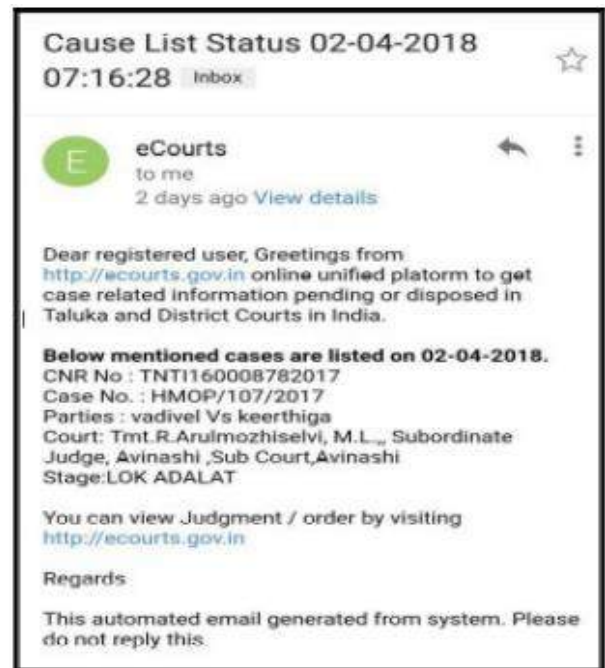 Cause List Status 02-04-2018
07:16:28 Inbox
E
eCourts
to me
2 days ago View details
Dear registered user, Greetings from
http://ecourts.gov.in online unified platorm to get
case related information pending or disposed in
Taluka and District Courts in India.
Below mentioned cases are listed on 02-04-2018.
CNR No : TNTI160008782017
Case No. : HMOP/107/2017
Parties : vadivel Vs keerthiga
Court: Tmt.R.Arulmozhiselvi, M.L.,, Subordinate
Judge, Avinashi ,Sub Court,Avinashi
Stage:LOK ADALAT
You can view Judgment / order by visiting
http://ecourts.gov.in
Regards
This automated email generated from system. Please
do not reply this